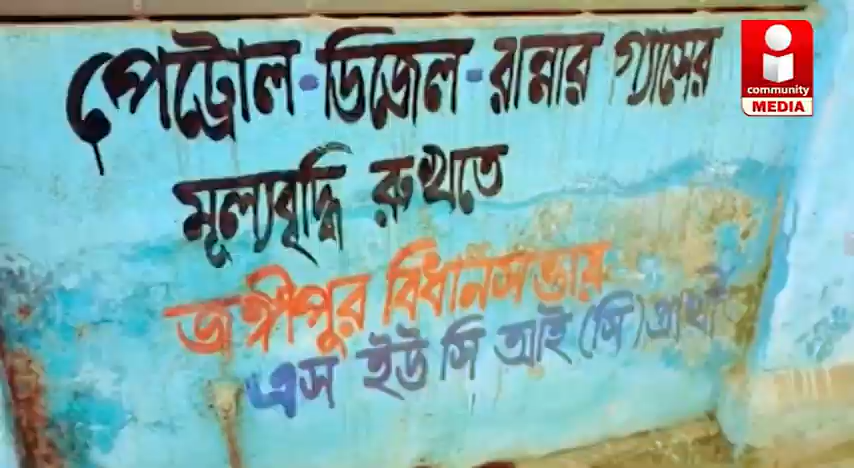 পেট্রোল-ডিজেল-রান্নার গ্যাসের
মূল্যবৃদ্ধি রুখতে
জঙ্গীপুর বিধানসভায়
এস ইউ সি আই (সি) প্রার্থী
i
community
MEDIA